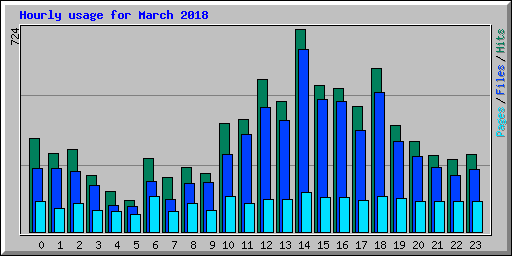 Hourly usage for March 2018
724
Pages/Files/Hits
0 1 2 3 4 5 6 7 8 9 10 11 12 13 14 15 16 17 18 19 20 21 22 23